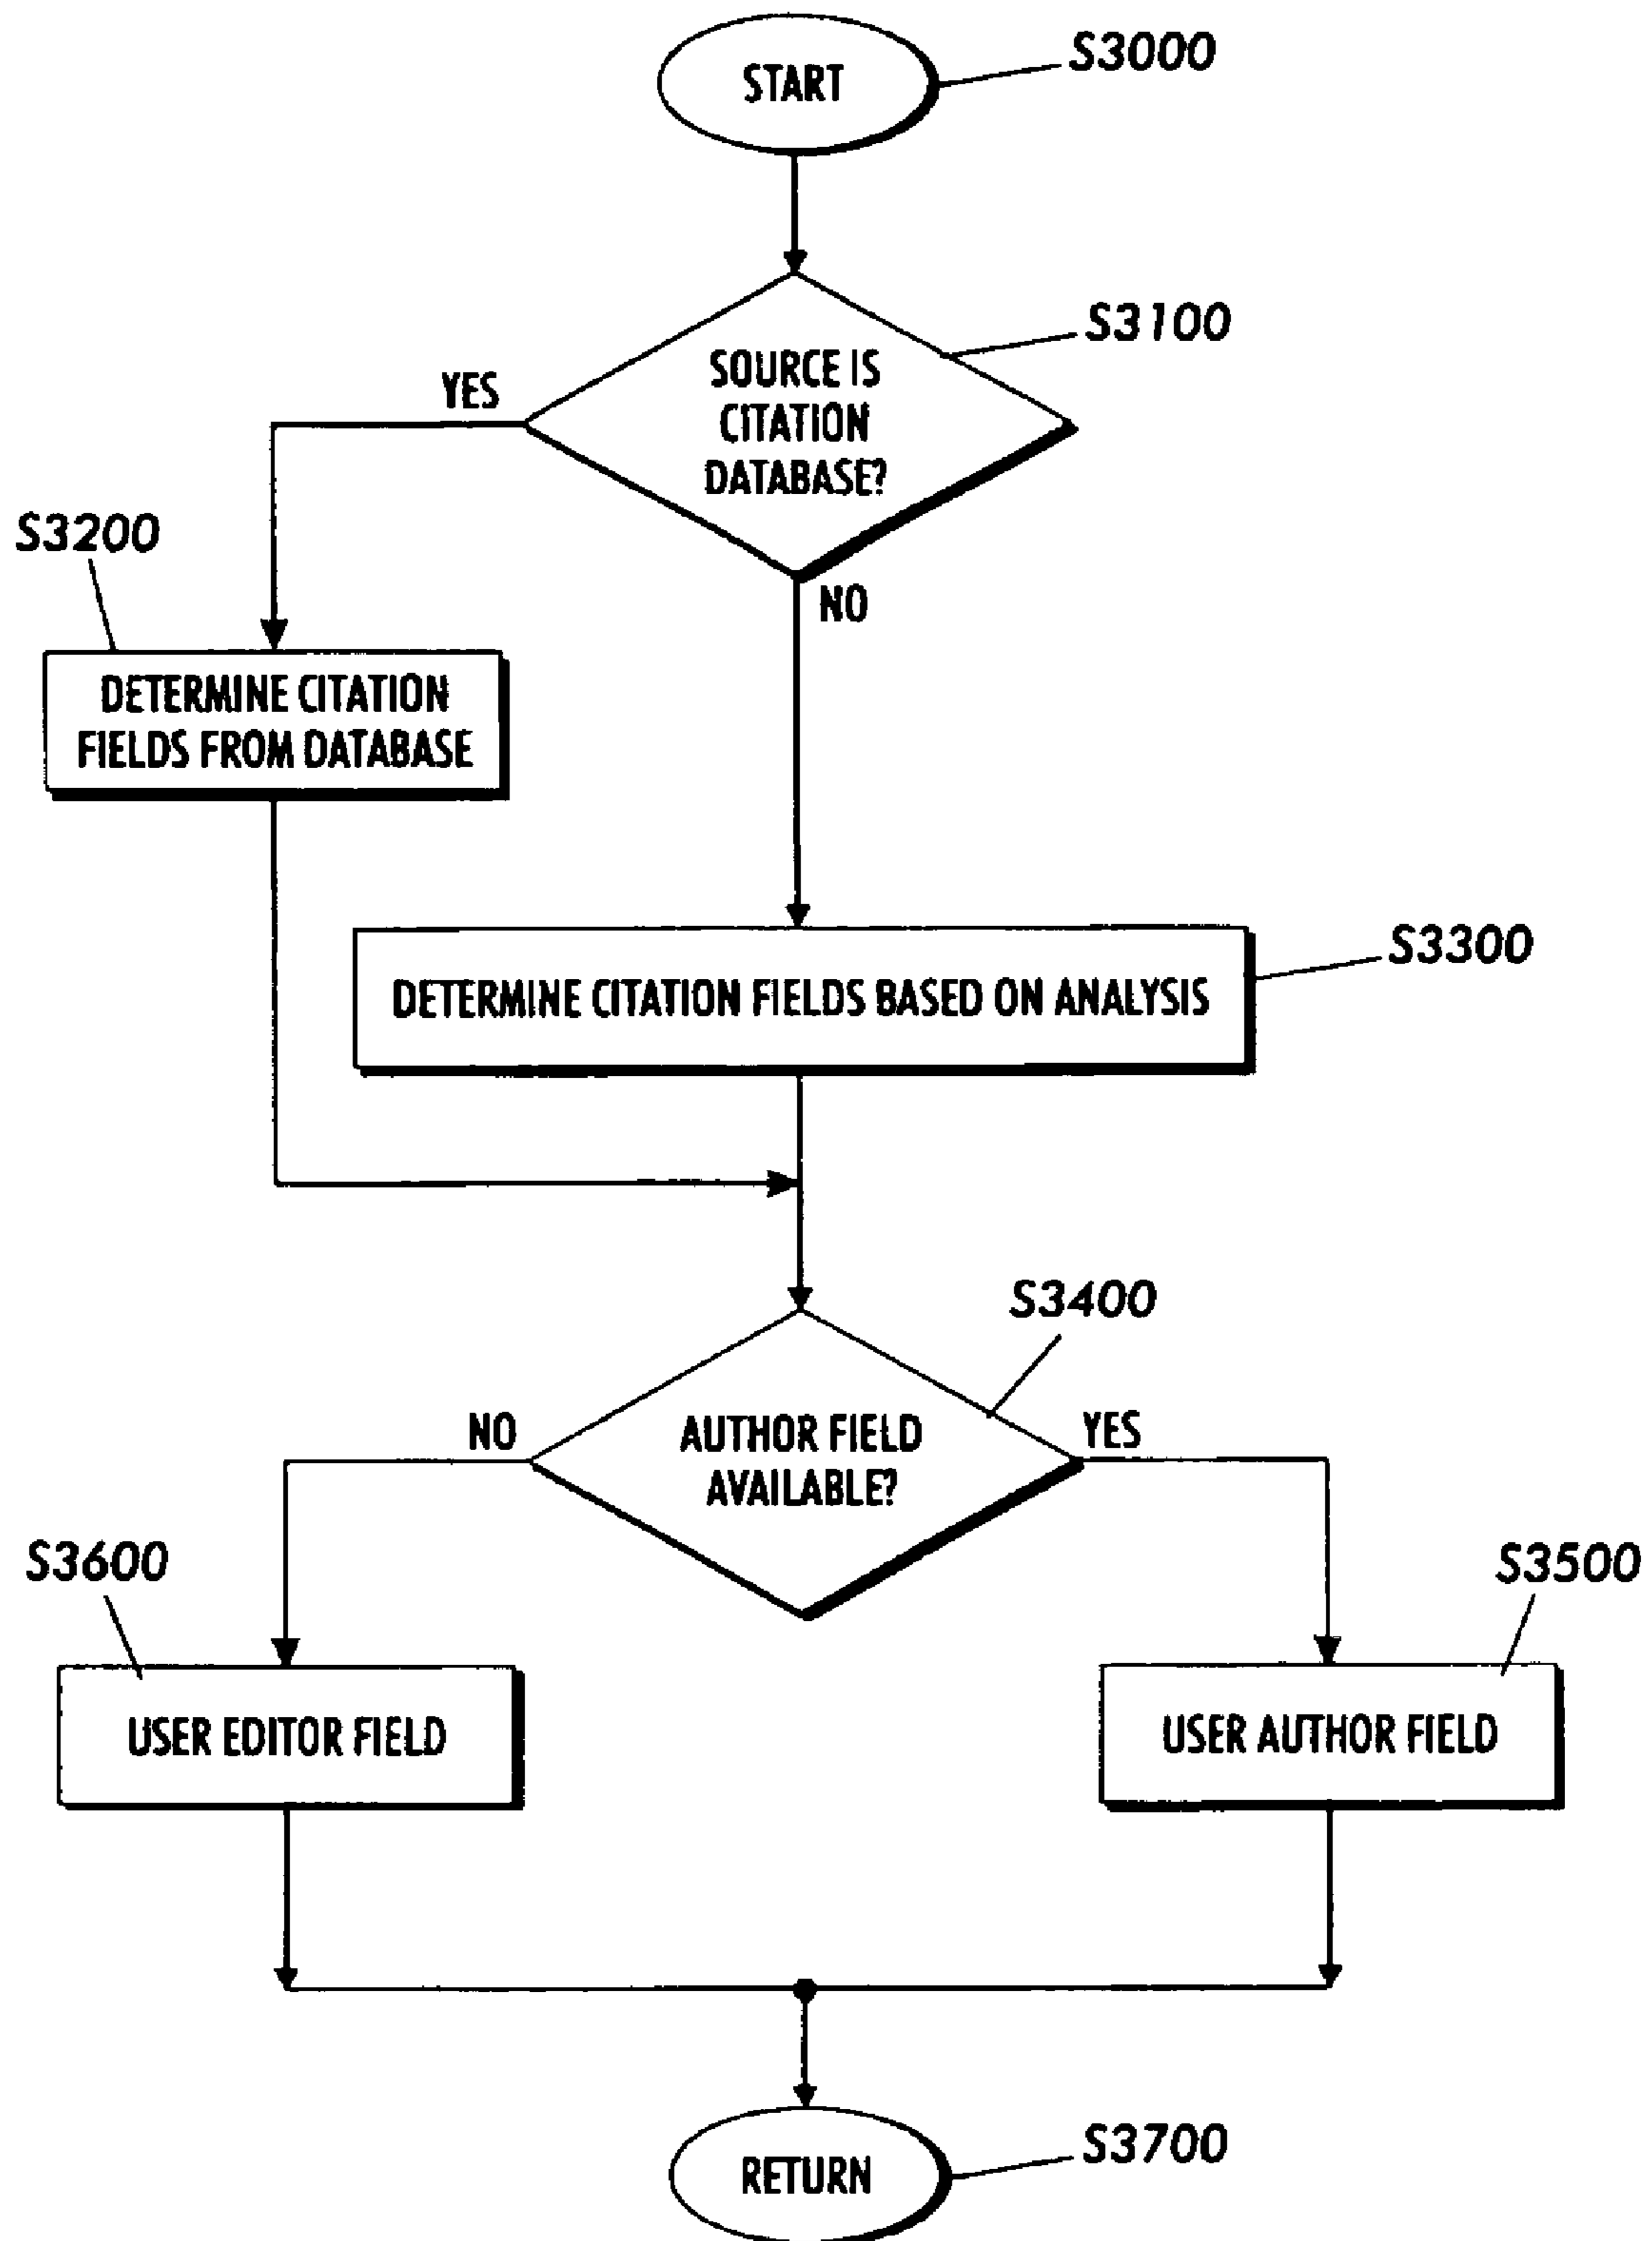 START
S3000
S3100
SOURCE IS
CITATION
DATABASE?
YES
NO
S3200
DETERMINE CITATION
FIELDS FROM DATABASE
S3300
DETERMINE CITATION FIELDS BASED ON ANALYSIS
S3400
AUTHOR FIELD
AVAILABLE?
NO
YES
S3600
S3500
USER EDITOR FIELD
USER AUTHOR FIELD
RETURN
S3700